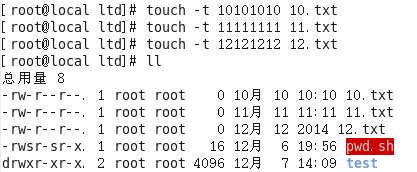 [root@local ltd]# touch -t 10101010 10.txt
[root@local ltd]# touch -t 11111111 11.txt
[root@local ltd]# touch -t 12121212 12.txt
[root@local ltd]# ll
总用量 8
-rw-r--r--. 1 root root    0 10月 10 10:10 10.txt
-rw-r--r--. 1 root root    0 11月 11 11:11 11.txt
-rw-r--r--. 1 root root    0 12月 12 2014 12.txt
-rwsr-sr-x. 1 root root   16 12月  6 19:56 pwd.sh
drwxr-xr-x. 2 root root 4096 12月  7 14:09 test